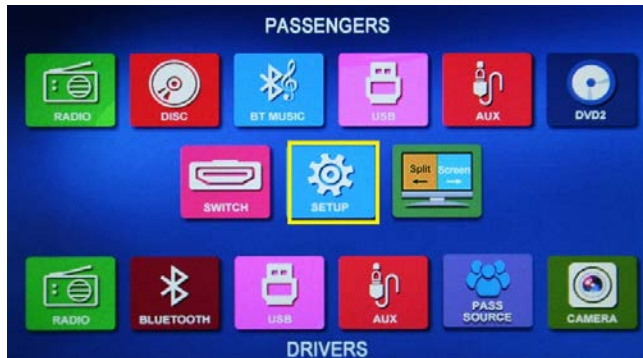 PASSENGERS
RADIO
DISC
BT MUSIC
USB
AUX
DVD2
SWITCH
SETUP
Split Screen
RADIO
BLUETOOTH
USB
AUX
PASS
SOURCE
CAMERA
DRIVERS